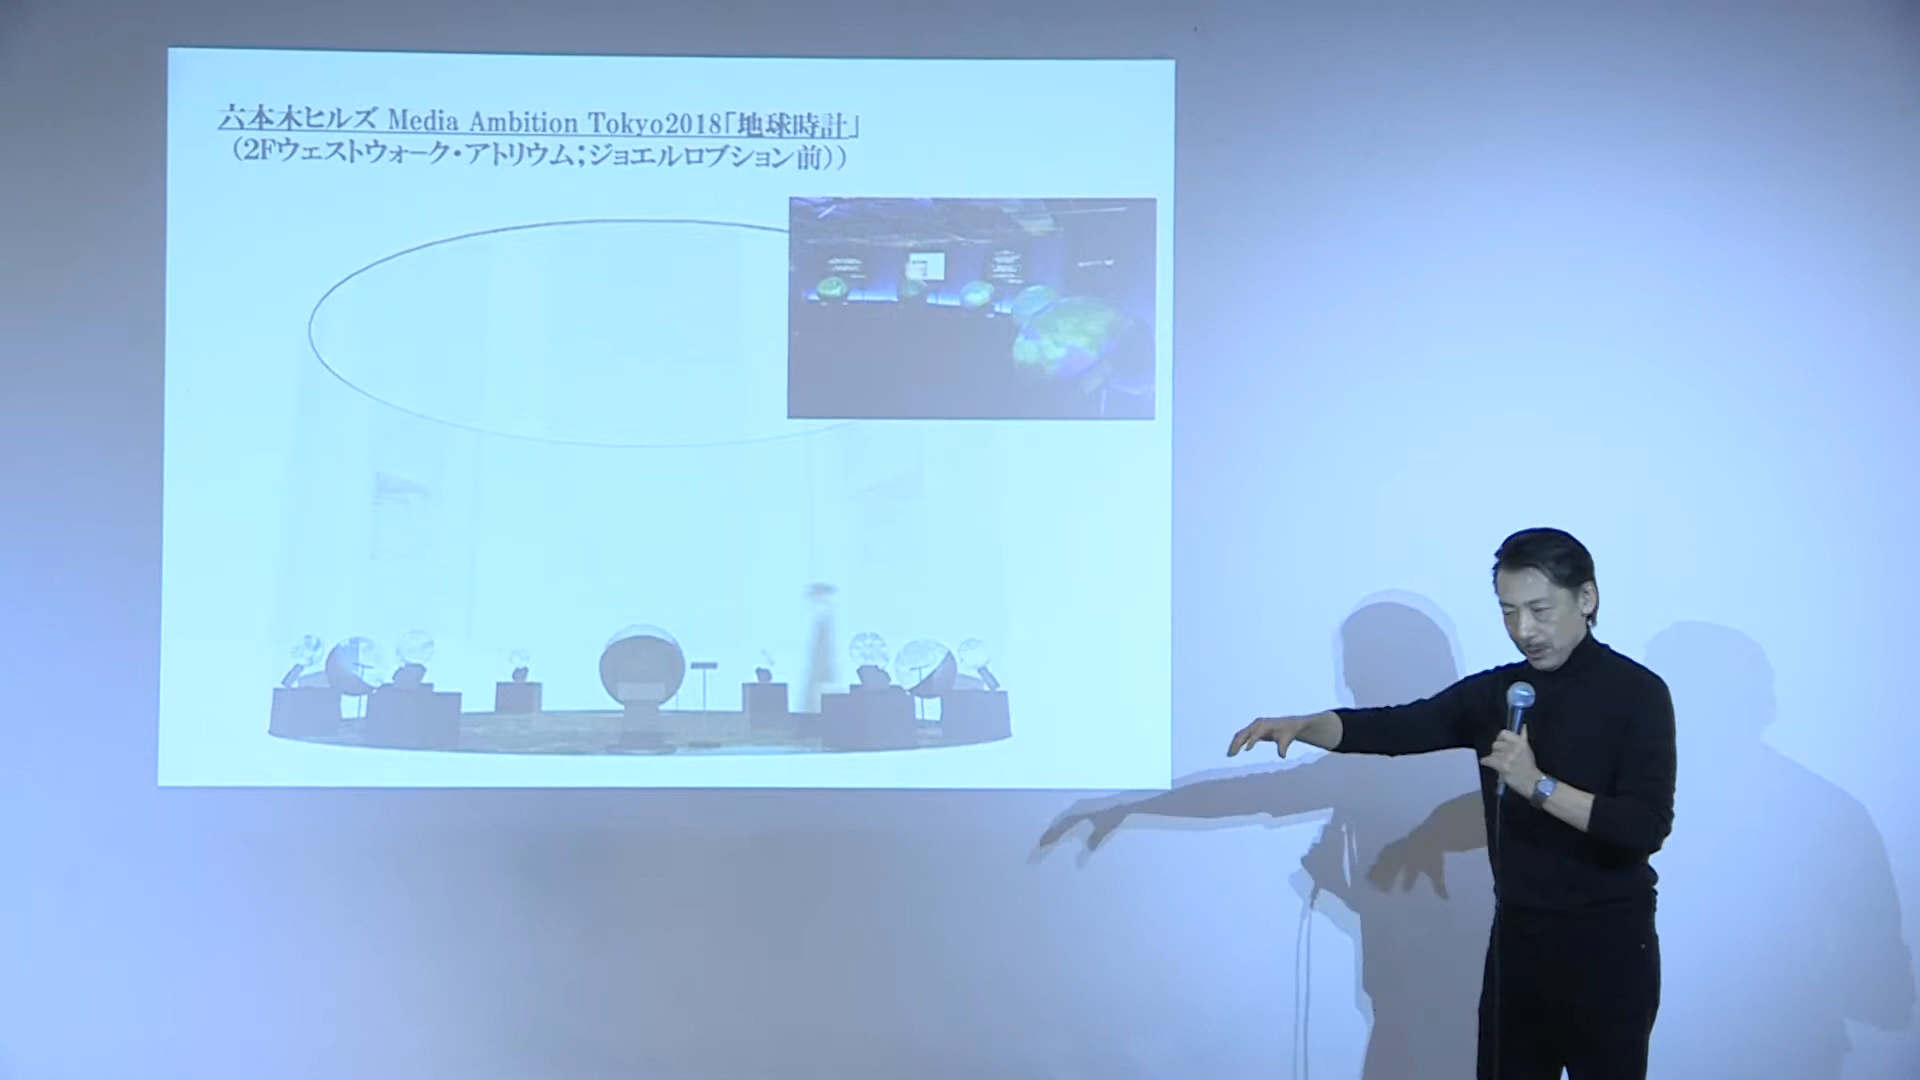 六本木ヒルズ Media Ambition Tokyo2018「地球時計」
（2Fウェストウォーク・アトリウム；ジョエルロブション前））